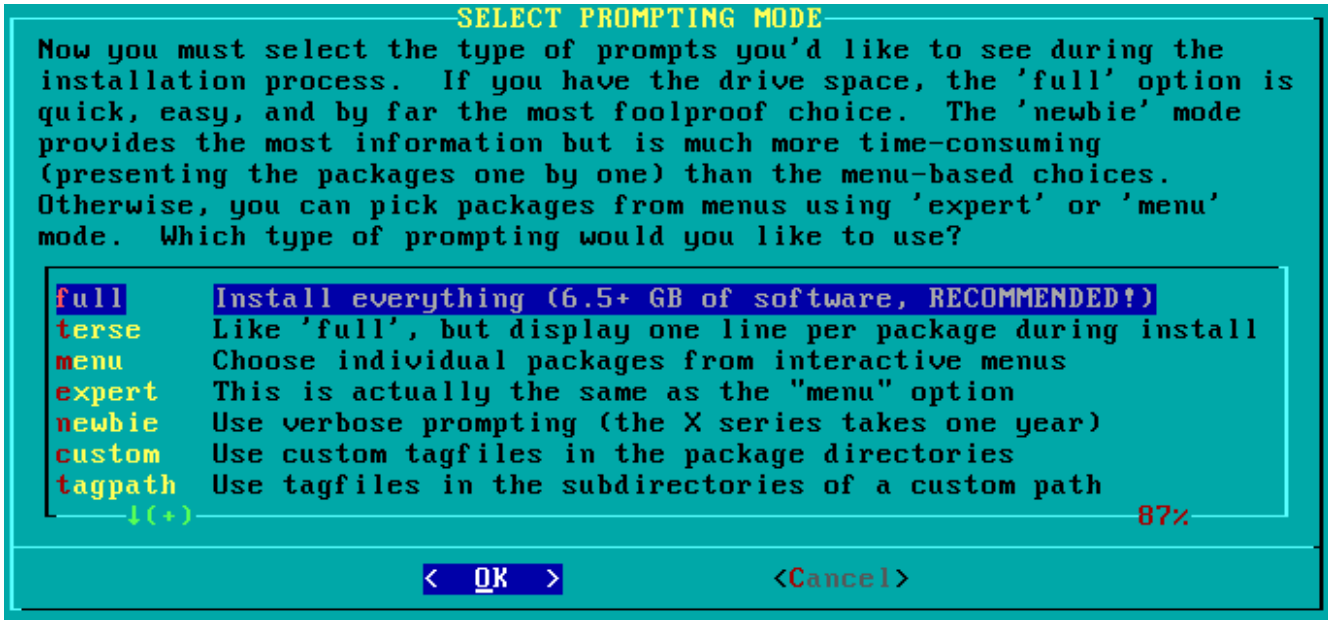 SELECT PROMPTING MODE
Now you must select the type of prompts you'd like to see during the
installation process.  If you have the drive space, the 'full' option is
quick, easy, and by far the most foolproof choice.  The 'newbie' mode
provides the most information but is much more time-consuming
(presenting the packages one by one) than the menu-based choices.
Otherwise, you can pick packages from menus using 'expert' or 'menu'
mode.  Which type of prompting would you like to use?
full Install everything (6.5+ GB of software, RECOMMENDED!)
terse Like 'full', but display one line per package during install
menu Choose individual packages from interactive menus
expert This is actually the same as the "menu" option
newbie Use verbose prompting (the X series takes one year)
custom Use custom tagfiles in the package directories
tagpath Use tagfiles in the subdirectories of a custom path
↓(+) 87%
< OK > <Cancel>